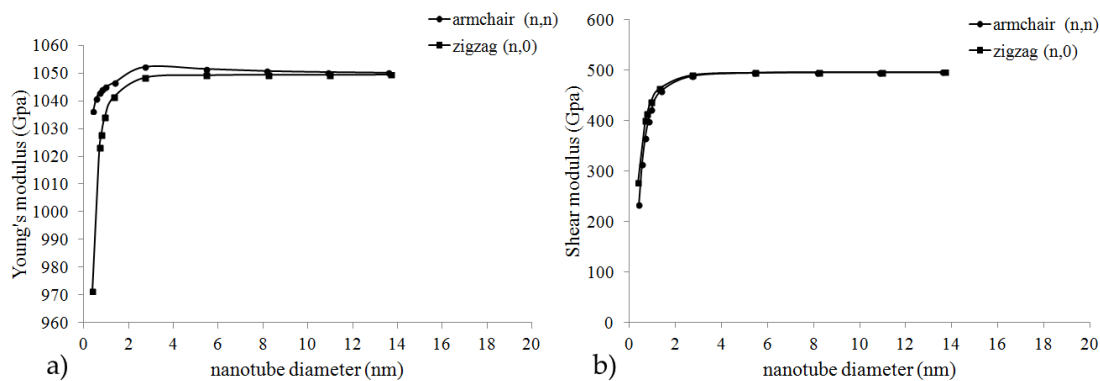 armchair (n,n)
zigzag (n,0)
1060
1050
1040
1030
1020
1010
1000
990
980
970
960
Young's modulus (Gpa)
0 2 4 6 8 10 12 14 16 18 20
nanotube diameter (nm)
a)
armchair (n,n)
zigzag (n,0)
600
500
400
300
200
100
0
Shear modulus (Gpa)
0 2 4 6 8 10 12 14 16 18 20
nanotube diameter (nm)
b)